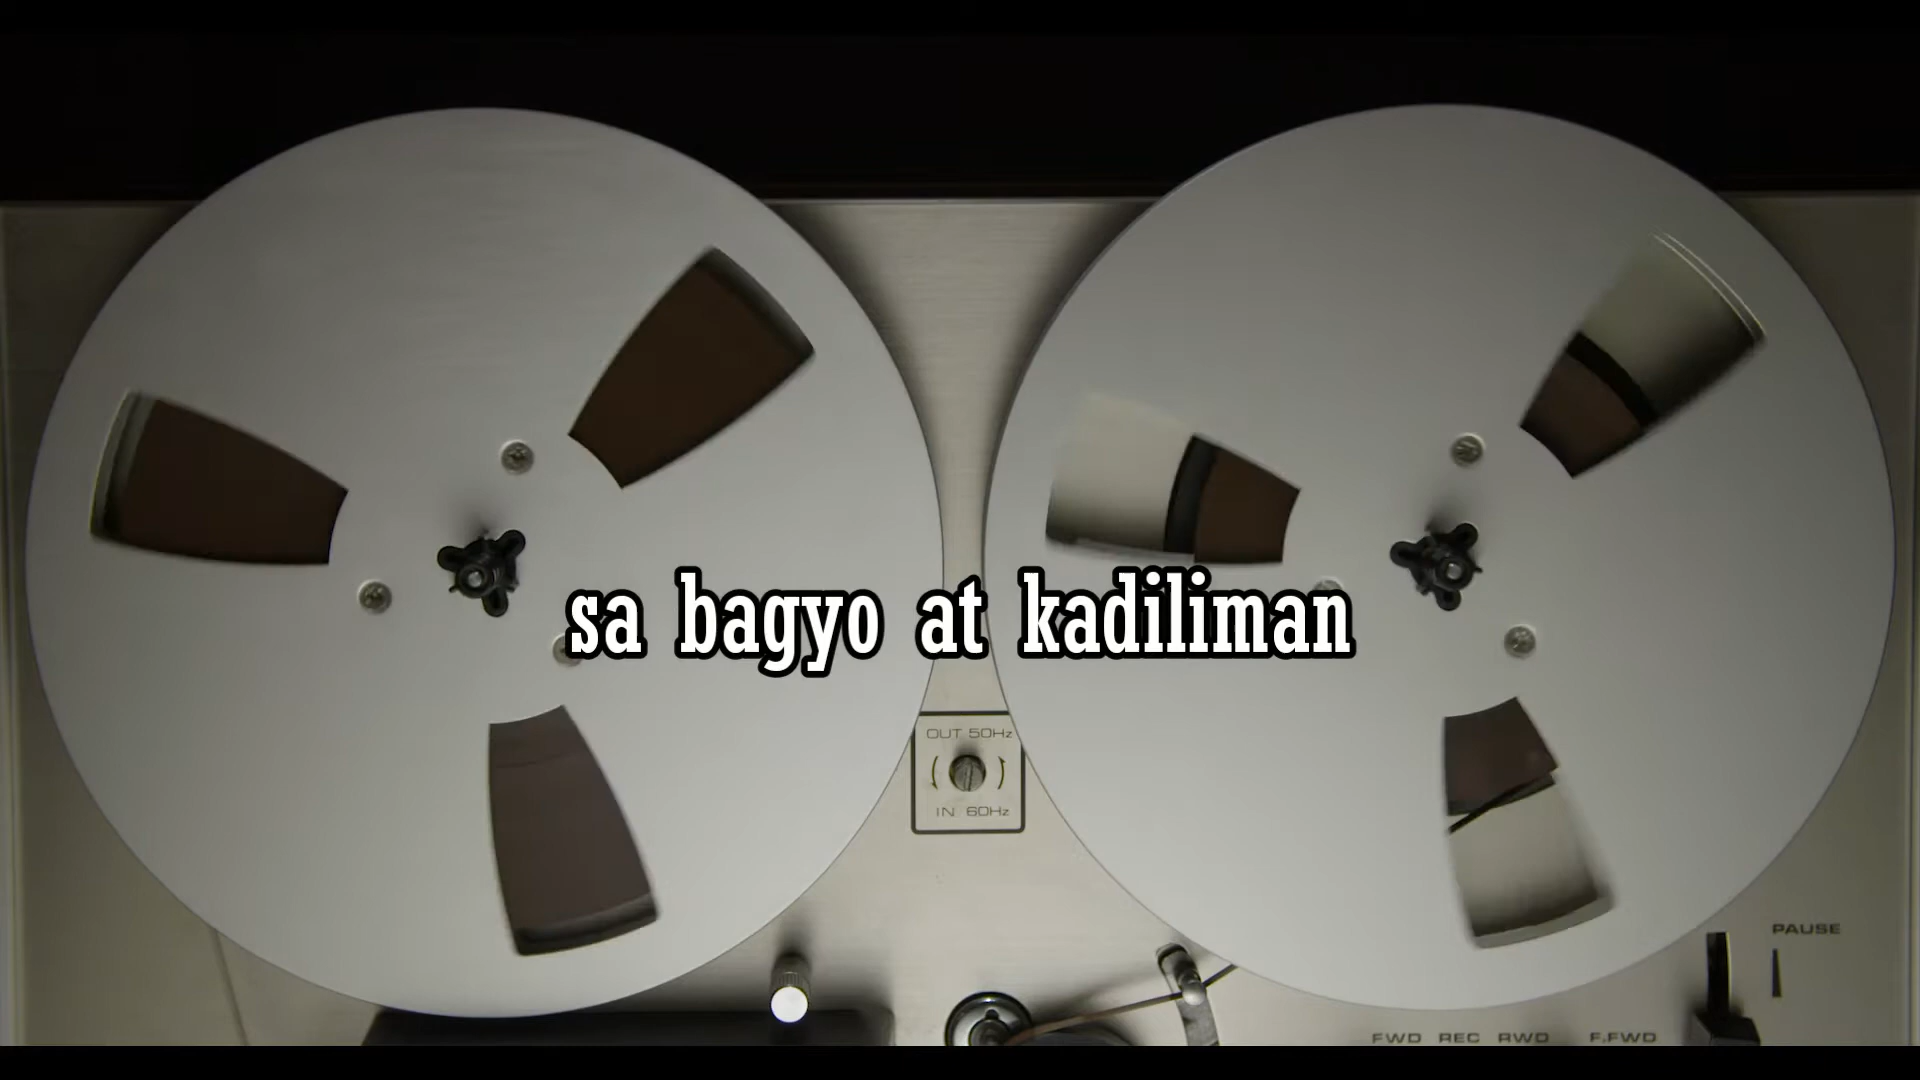 sa bagyo at kadiliman
OUT 50Hz
IN 60Hz
PAUSE
FWD REC RWD F.FWD